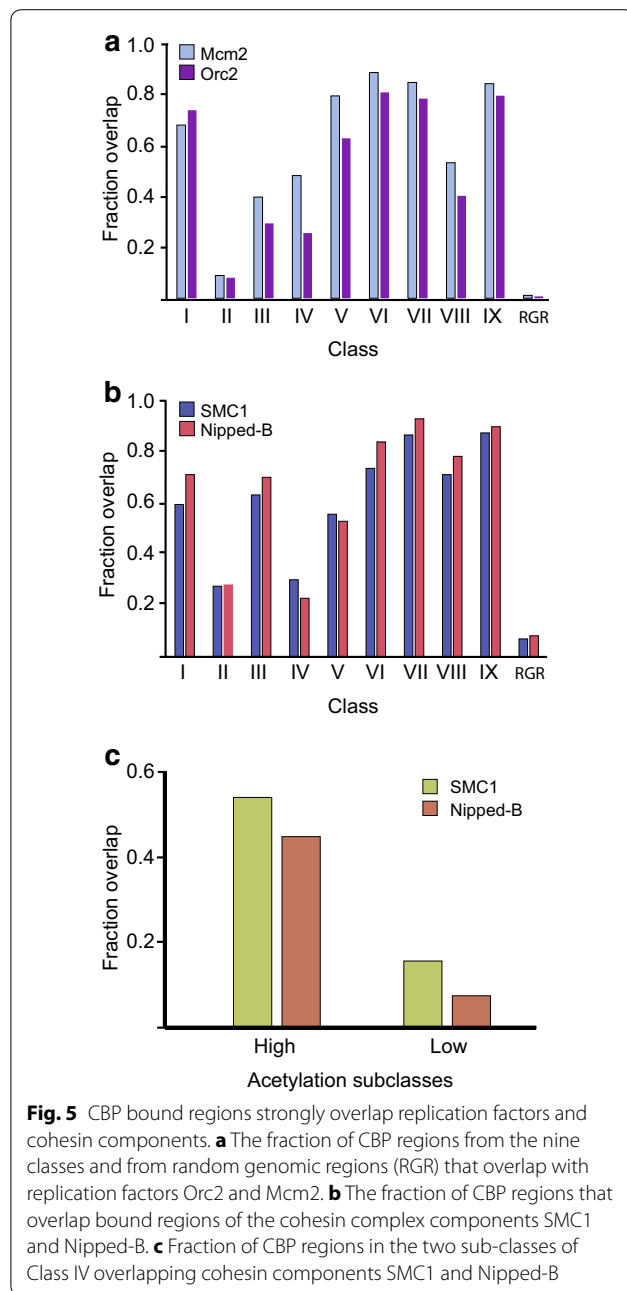 a
1.0
Mcm2
Orc2
0.8
0.6
0.4
0.2
Fraction overlap
I II III IV V VI VII VIII IX RGR
Class
b
1.0
SMC1
Nipped-B
0.8
0.6
0.4
0.2
Fraction overlap
I II III IV V VI VII VIII IX RGR
Class
c
0.6
SMC1
Nipped-B
0.4
0.2
Fraction overlap
High Low
Acetylation subclasses
Fig. 5 CBP bound regions strongly overlap replication factors and
cohesin components. a The fraction of CBP regions from the nine
classes and from random genomic regions (RGR) that overlap with
replication factors Orc2 and Mcm2. b The fraction of CBP regions that
overlap bound regions of the cohesin complex components SMC1
and Nipped-B. c Fraction of CBP regions in the two sub-classes of
Class IV overlapping cohesin components SMC1 and Nipped-B